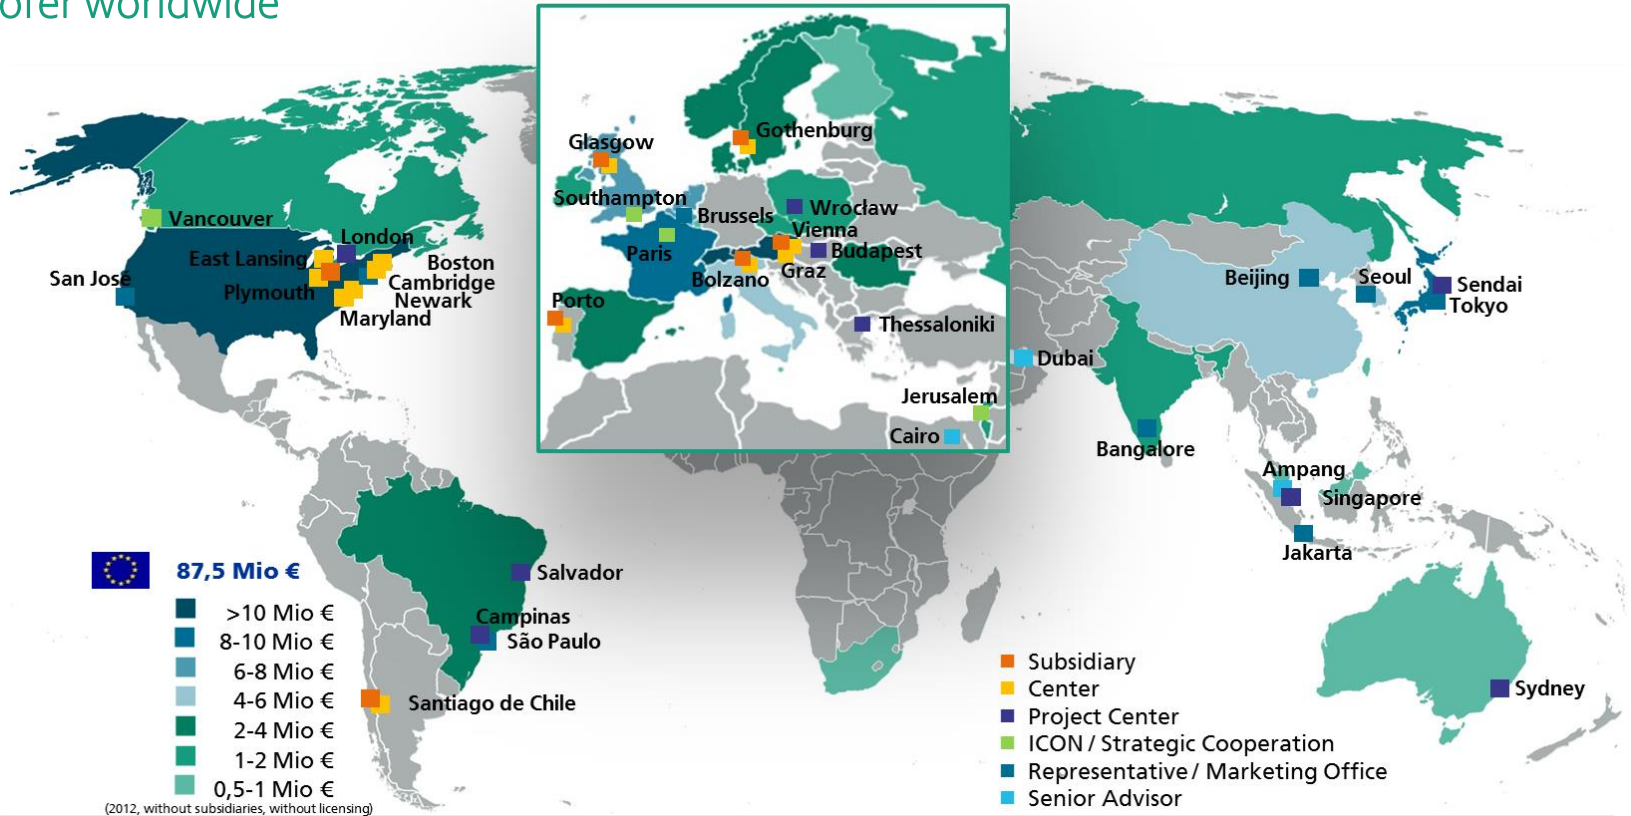 ofer worldwide
Vancouver
London
East Lansing
Boston
San José
Cambridge
Plymouth
Newark
Maryland
Glasgow
Gothenburg
Southampton
Brussels
Wrocław
Vienna
Paris
Budapest
Bolzano
Graz
Porto
Thessaloniki
Jerusalem
Cairo
Dubai
Beijing
Seoul
Sendai
Tokyo
Bangalore
Ampang
Singapore
Jakarta
Salvador
Campinas
São Paulo
Santiago de Chile
Sydney
87,5 Mio €
>10 Mio €
8-10 Mio €
6-8 Mio €
4-6 Mio €
2-4 Mio €
1-2 Mio €
0,5-1 Mio €
(2012, without subsidiaries, without licensing)
Subsidiary
Center
Project Center
ICON / Strategic Cooperation
Representative / Marketing Office
Senior Advisor